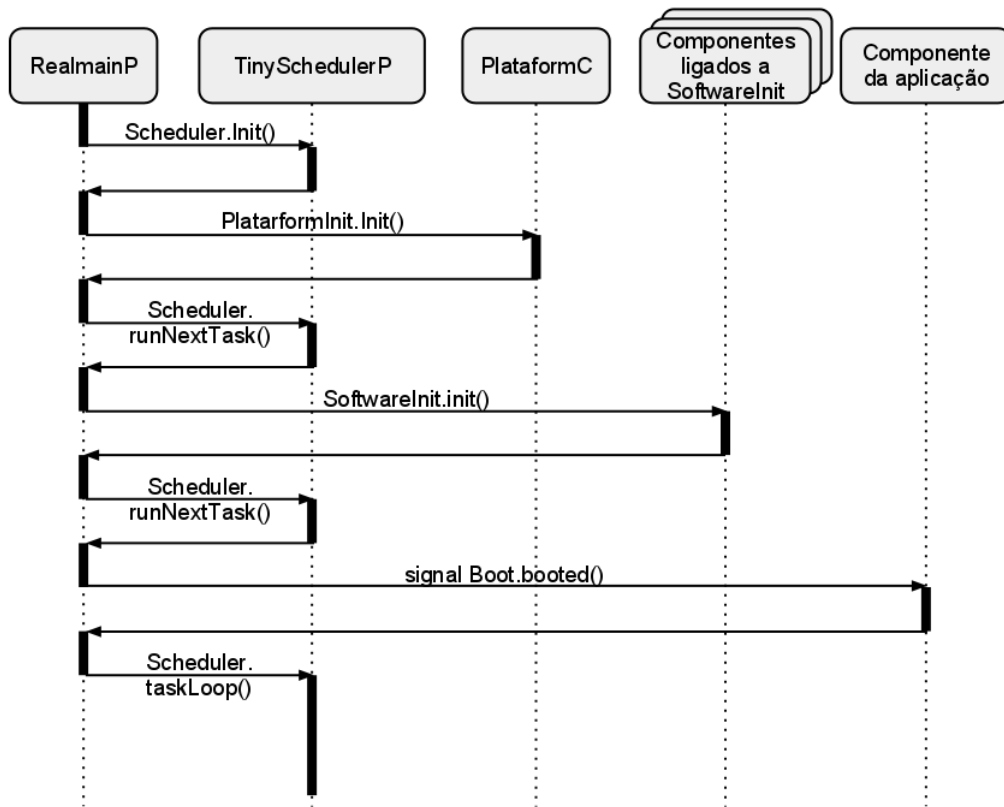 RealmainP
TinySchedulerP
PlataformC
Componentes
ligados a
SoftwareInit
Componente
da aplicação
Scheduler.Init()
PlatarformInit.Init()
Scheduler.
runNextTask()
SoftwareInit.init()
Scheduler.
runNextTask()
signal Boot.booted()
Scheduler.
taskLoop()